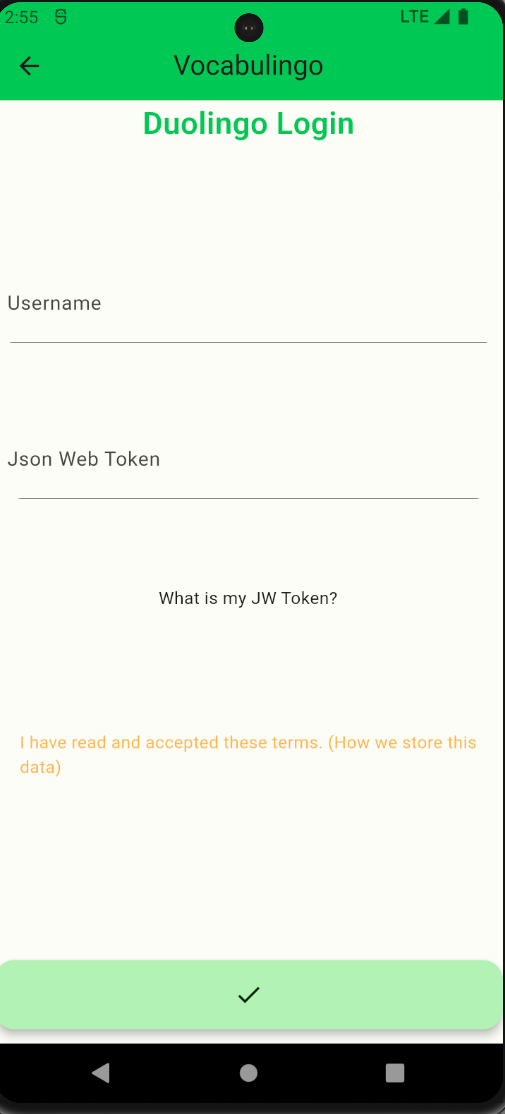 2:55 LTE
Vocabulingo
Duolingo Login
Username
Json Web Token
What is my JW Token?
I have read and accepted these terms. (How we store this
data)